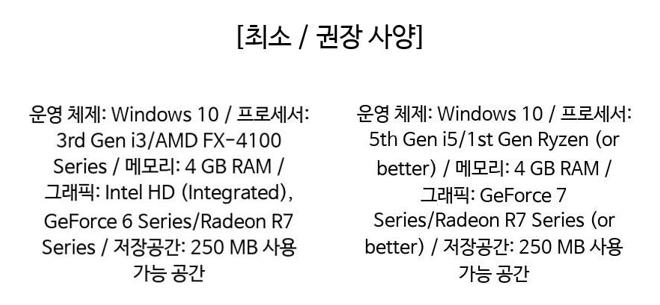 [최소 / 권장 사양]
운영 체제: Windows 10 / 프로세서:
3rd Gen i3/AMD FX-4100
Series / 메모리: 4 GB RAM /
그래픽: Intel HD (Integrated),
GeForce 6 Series/Radeon R7
Series / 저장공간: 250 MB 사용
가능 공간
운영 체제: Windows 10 / 프로세서:
5th Gen i5/1st Gen Ryzen (or
better) / 메모리: 4 GB RAM /
그래픽: GeForce 7
Series/Radeon R7 Series (or
better) / 저장공간: 250 MB 사용
가능 공간